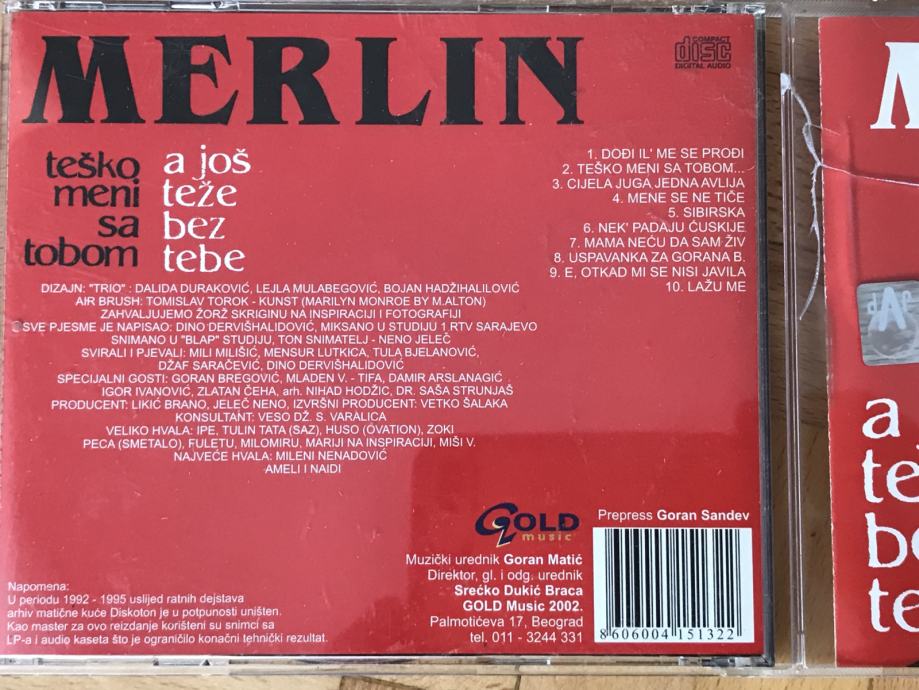 MERLIN
COMPACT
disc
DIGITAL AUDIO
teško
meni
sa
tobom
a još
teže
bez
tebe
1. DOĐI IL' ME SE PROĐI
2. TEŠKO MENI SA TOBOM...
3. CIJELA JUGA JEDNA AVLIJA
4. MENE SE NE TIČE
5. SIBIRSKA
6. NEK' PADAJU ĆUSKIJE
7. MAMA NEĆU DA SAM ŽIV
8. USPAVANKA ZA GORANA B.
9. E, OTKAD MI SE NISI JAVILA
10. LAŽU ME
DIZAJN: "TRIO" : DALIDA DURAKOVIĆ, LEJLA MULABEGOVIĆ, BOJAN HADŽIHALILOVIĆ
AIR BRUSH: TOMISLAV TOROK - KUNST (MARILYN MONROE BY M.ALTON)
ZAHVALJUJEMO ŽORŽ SKRIGINU NA INSPIRACIJI I FOTOGRAFIJI
SVE PJESME JE NAPISAO: DINO DERVIŠHALIDOVIĆ, MIKSANO U STUDIJU 1 RTV SARAJEVO
SNIMANO U "BLAP" STUDIJU, TON SNIMATELJ - NENO JELEČ
SVIRALI I PJEVALI: MILI MILIŠIĆ, MENSUR LUTKICA, TULA BJELANOVIĆ,
DŽAF SARAČEVIĆ, DINO DERVIŠHALIDOVIĆ
SPECIJALNI GOSTI: GORAN BREGOVIĆ, MLADEN V. - TIFA, DAMIR ARSLANAGIĆ
IGOR IVANOVIĆ, ZLATAN ČEHA, arh. NIHAD HODŽIĆ, DR. SAŠA STRUNJAŠ
PRODUCENT: LIKIĆ BRANO, JELEČ NENO, IZVRŠNI PRODUCENT: VETKO ŠALAKA
KONSULTANT: VESO DŽ. S. VARALICA
VELIKO HVALA: IPE, TULIN TATA (SAZ), HUSO (OVATION), ZOKI
PECA (SMETALO), FULETU, MILOMIRU, MARIJI NA INSPIRACIJI, MIŠI V.
NAJVEĆE HVALA: MILENI NENADOVIĆ
AMELI I NAIDI
GOLD
music
Prepress Goran Sandev
Muzički urednik Goran Matić
Direktor, gl. i odg. urednik
Srećko Dukić Braca
GOLD Music 2002.
Palmotićeva 17, Beograd
tel. 011 - 3244 331
8606004151322
Napomena:
U periodu 1992 - 1995 uslijed ratnih dejstava
arhiv matične kuće Diskoton je u potpunosti uništen.
Kao master za ovo reizdanje korišteni su snimci sa
LP-a i audio kaseta što je ograničilo konačni tehnički rezultat.
a
te
be
te